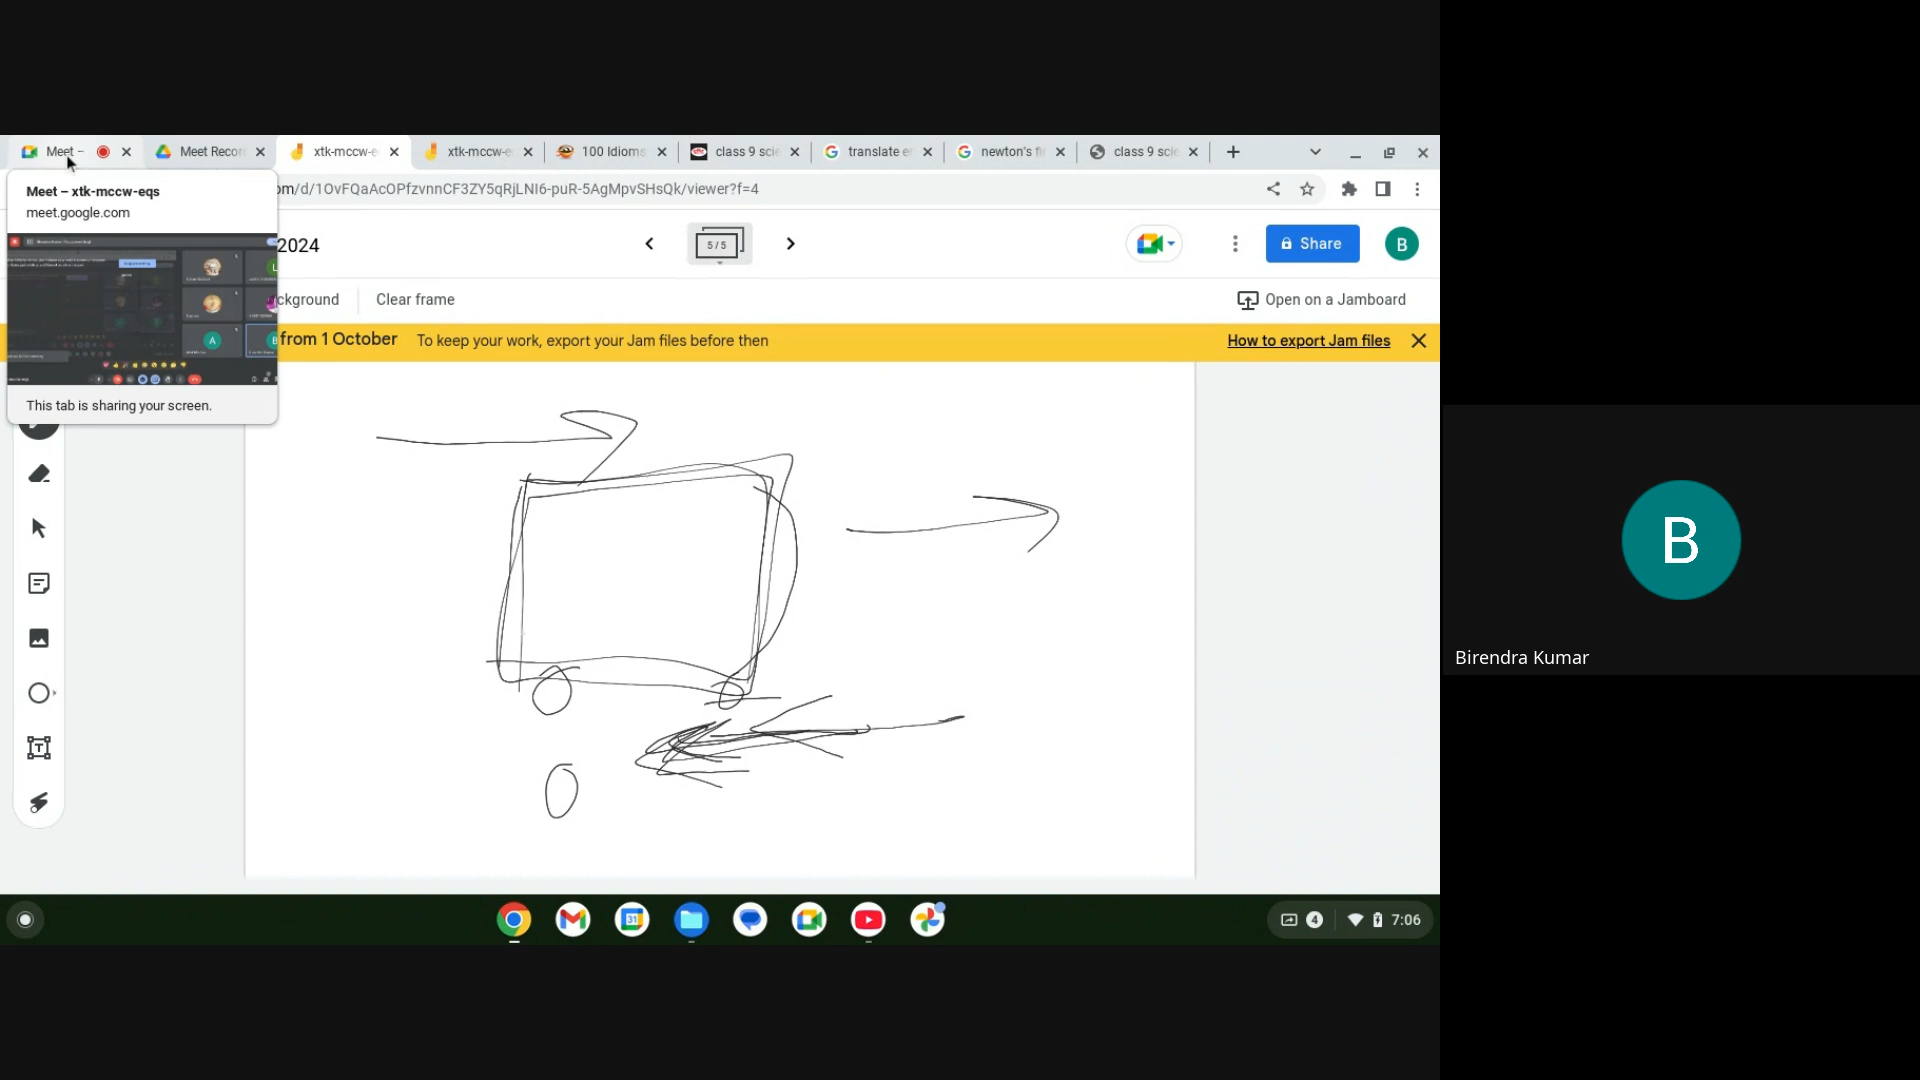 Meet –
Meet Recor
xtk-mccw-e
xtk-mccw-e
100 Idioms
class 9 scie
translate e
newton's fi
class 9 scie
Meet – xtk-mccw-eqs
meet.google.com
om/d/1OvFQaAcOPfzvnnCF3ZY5qRjLNI6-puR-5AgMpvSHsQk/viewer?f=4
2024
5 / 5
Share
B
ckground
Clear frame
Open on a Jamboard
from 1 October
To keep your work, export your Jam files before then
How to export Jam files
This tab is sharing your screen.
B
Birendra Kumar
31
4
7:06